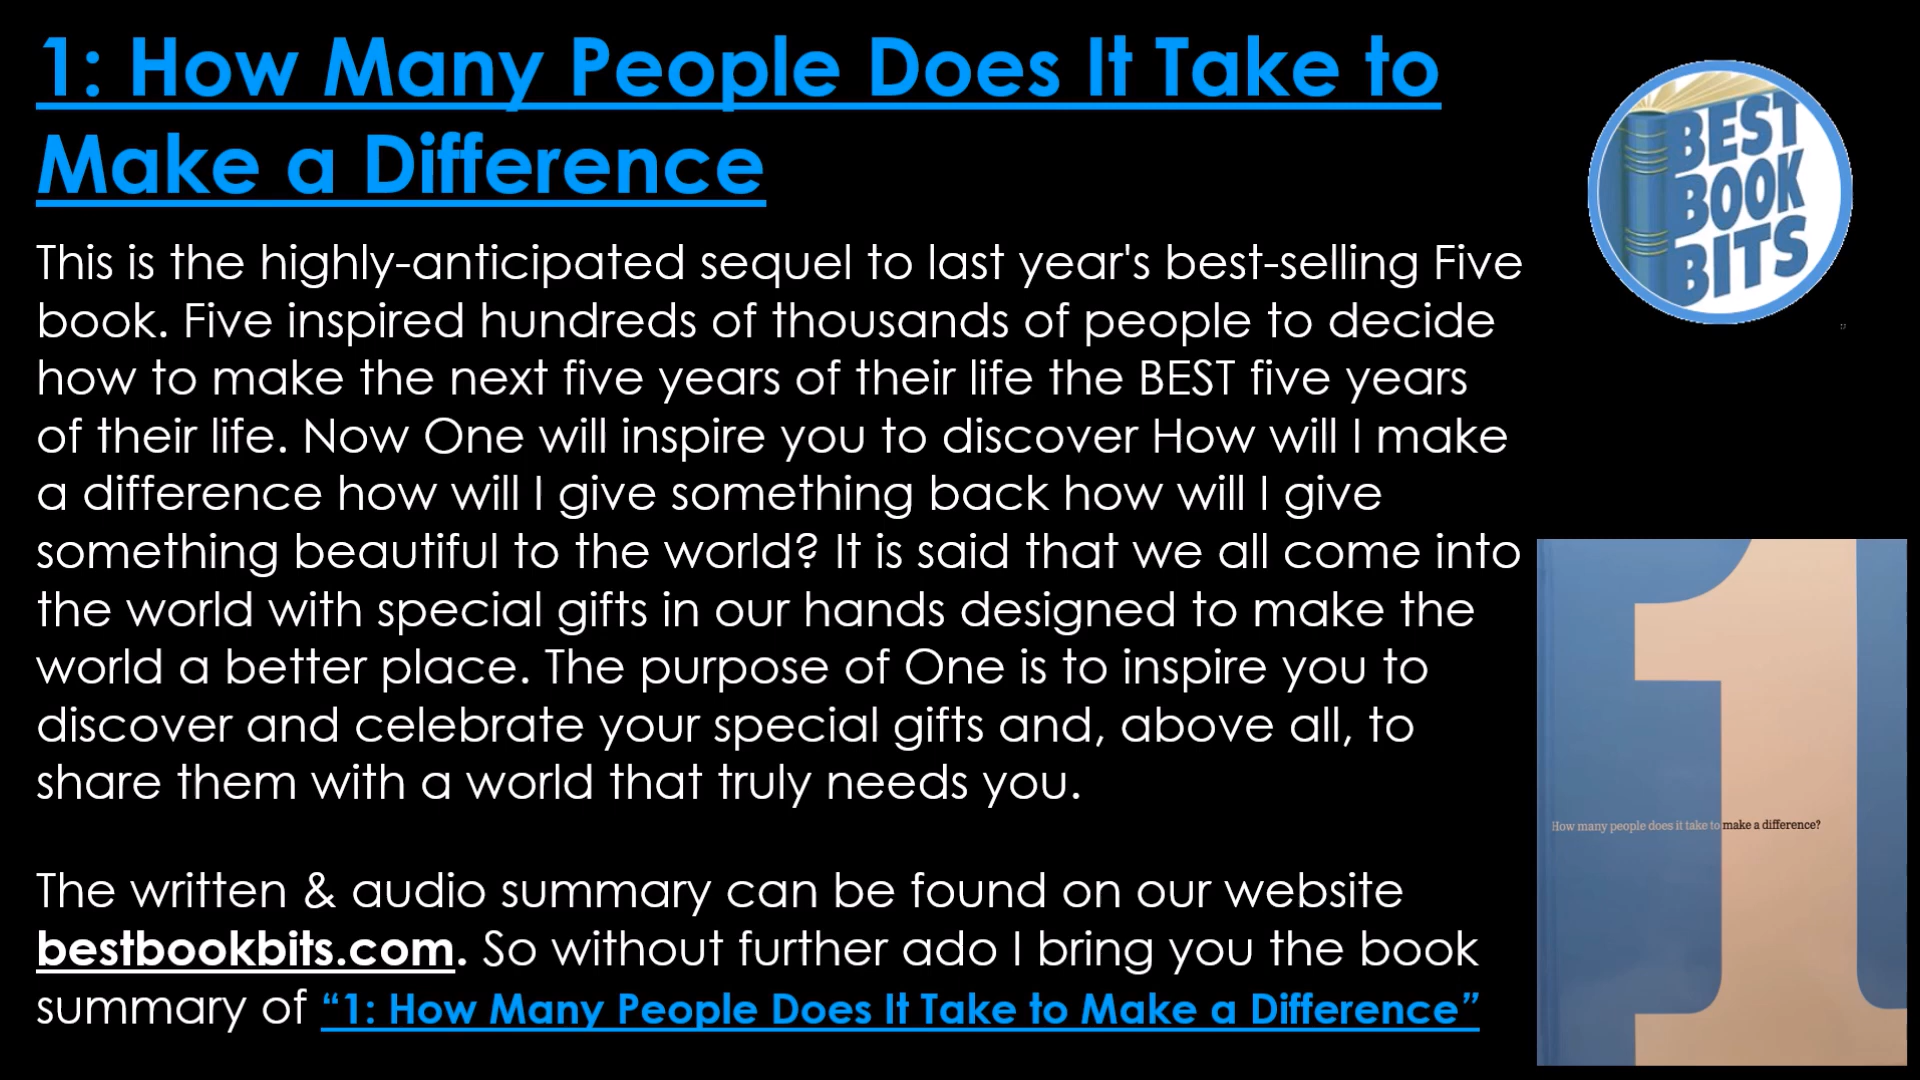 1: How Many People Does It Take to
Make a Difference
BEST
BOOK
BITS
This is the highly-anticipated sequel to last year's best-selling Five
book. Five inspired hundreds of thousands of people to decide
how to make the next five years of their life the BEST five years
of their life. Now One will inspire you to discover How will I make
a difference how will I give something back how will I give
something beautiful to the world? It is said that we all come into
the world with special gifts in our hands designed to make the
world a better place. The purpose of One is to inspire you to
discover and celebrate your special gifts and, above all, to
share them with a world that truly needs you.
The written & audio summary can be found on our website
bestbookbits.com. So without further ado I bring you the book
summary of “1: How Many People Does It Take to Make a Difference”
1
How many people does it take to make a difference?